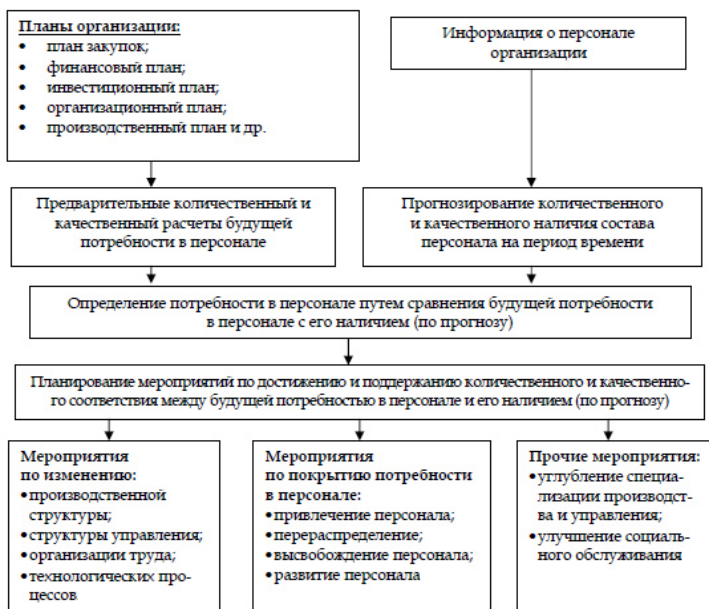 Планы организации:
• план закупок;
• финансовый план;
• инвестиционный план;
• организационный план;
• производственный план и др.
Информация о персонале
организации
Предварительные количественный и
качественный расчеты будущей
потребности в персонале
Прогнозирование количественного
и качественного наличия состава
персонала на период времени
Определение потребности в персонале путем сравнения будущей потребности
в персонале с его наличием (по прогнозу)
Планирование мероприятий по достижению и поддержанию количественного и качественно-
го соответствия между будущей потребностью в персонале и его наличием (по прогнозу)
Мероприятия
по изменению:
•производственной
структуры;
•структуры управления;
•организации труда;
•технологических про-
цессов
Мероприятия
по покрытию потребности
в персонале:
•привлечение персонала;
•перераспределение;
•высвобождение персонала;
•развитие персонала
Прочие мероприятия:
•углубление специа-
лизации производст-
ва и управления;
•улучшение социаль-
ного обслуживания